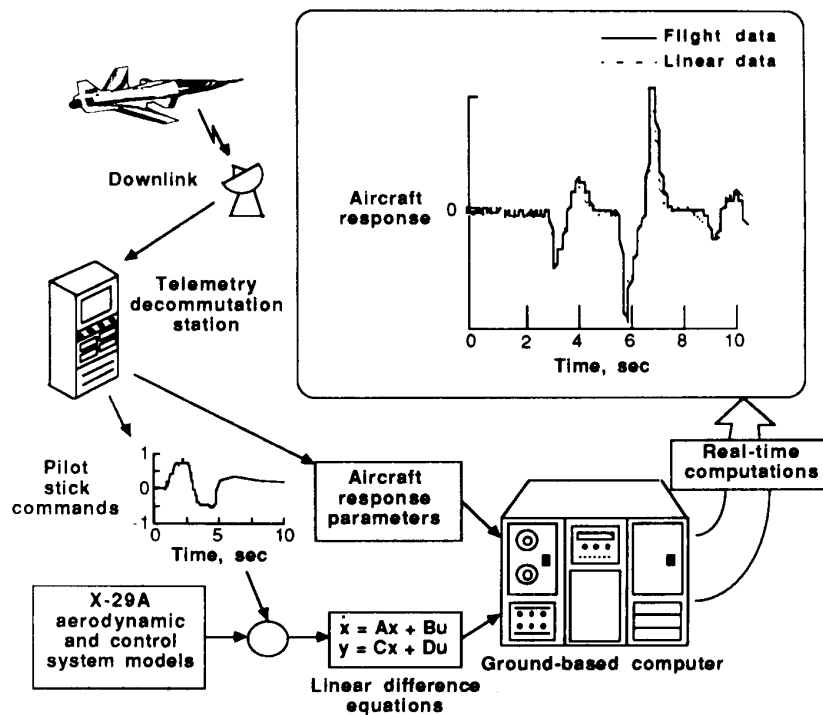 Flight data
Linear data
Aircraft
response
0
0
2
4
6
8
10
Time, sec
Downlink
Telemetry
decommutation
station
Pilot
stick
commands
1
0
-1
0
5
10
Time, sec
Aircraft
response
parameters
Real-time
computations
X-29A
aerodynamic
and control
system models
ẋ = Ax + Bu
y = Cx + Du
Linear difference
equations
Ground-based computer